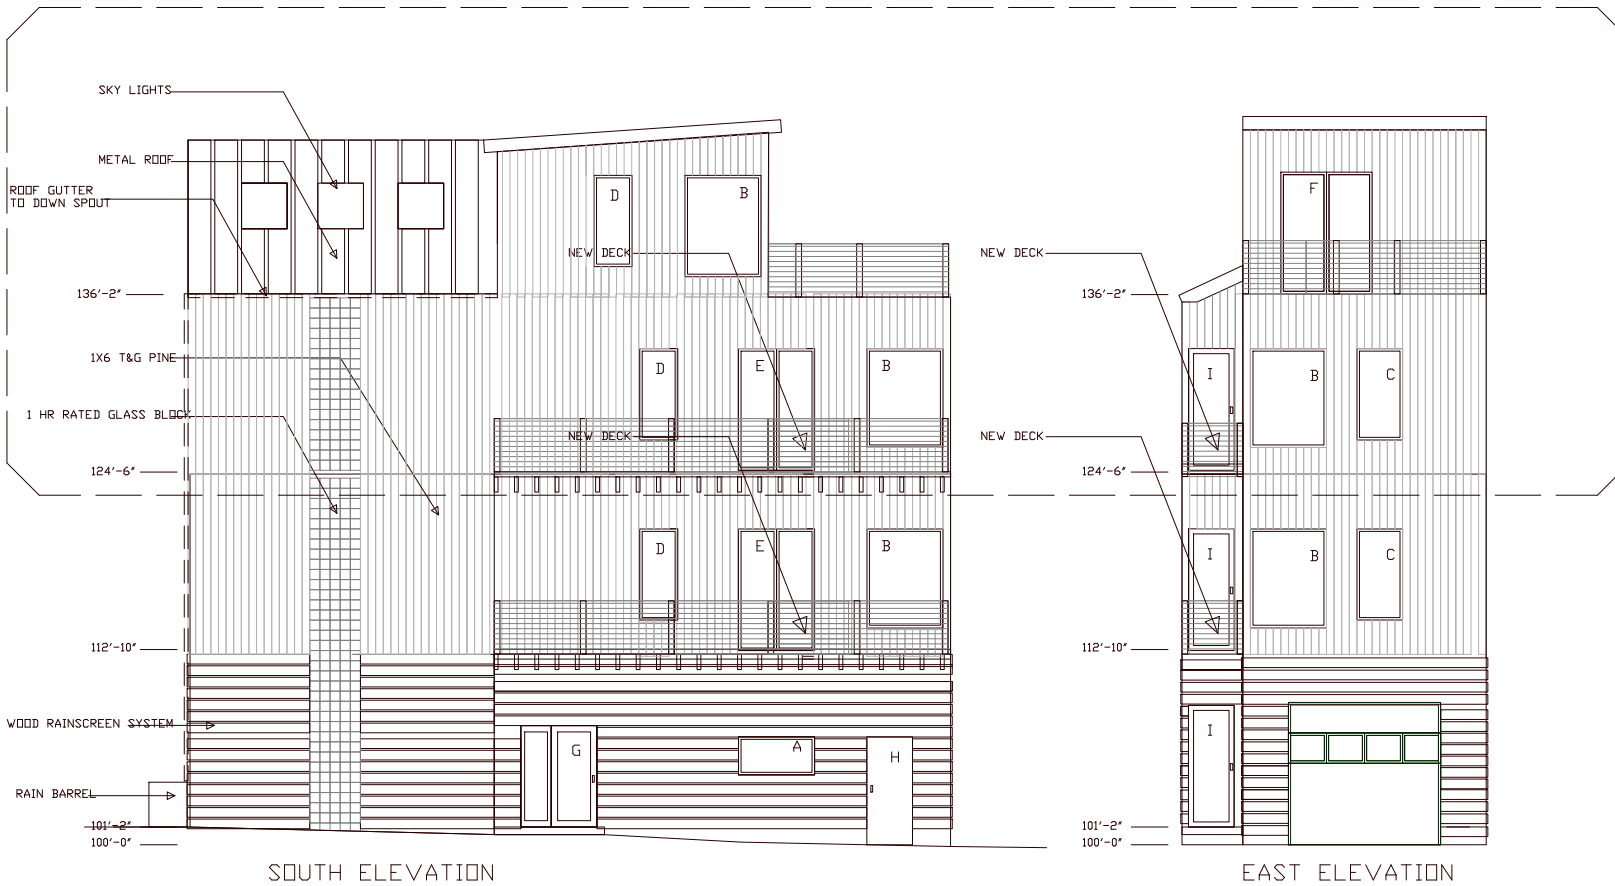 SKY LIGHTS
METAL ROOF
ROOF GUTTER
TO DOWN SPOUT
D
B
NEW DECK
136'-2"
1X6 T&G PINE
D
E
B
1 HR RATED GLASS BLOCK
NEW DECK
124'-6"
D
E
B
112'-10"
WOOD RAINSCREEN SYSTEM
G
A
H
RAIN BARREL
101'-2"
100'-0"
SOUTH ELEVATION
F
NEW DECK
136'-2"
I
B
C
NEW DECK
124'-6"
I
B
C
112'-10"
I
101'-2"
100'-0"
EAST ELEVATION